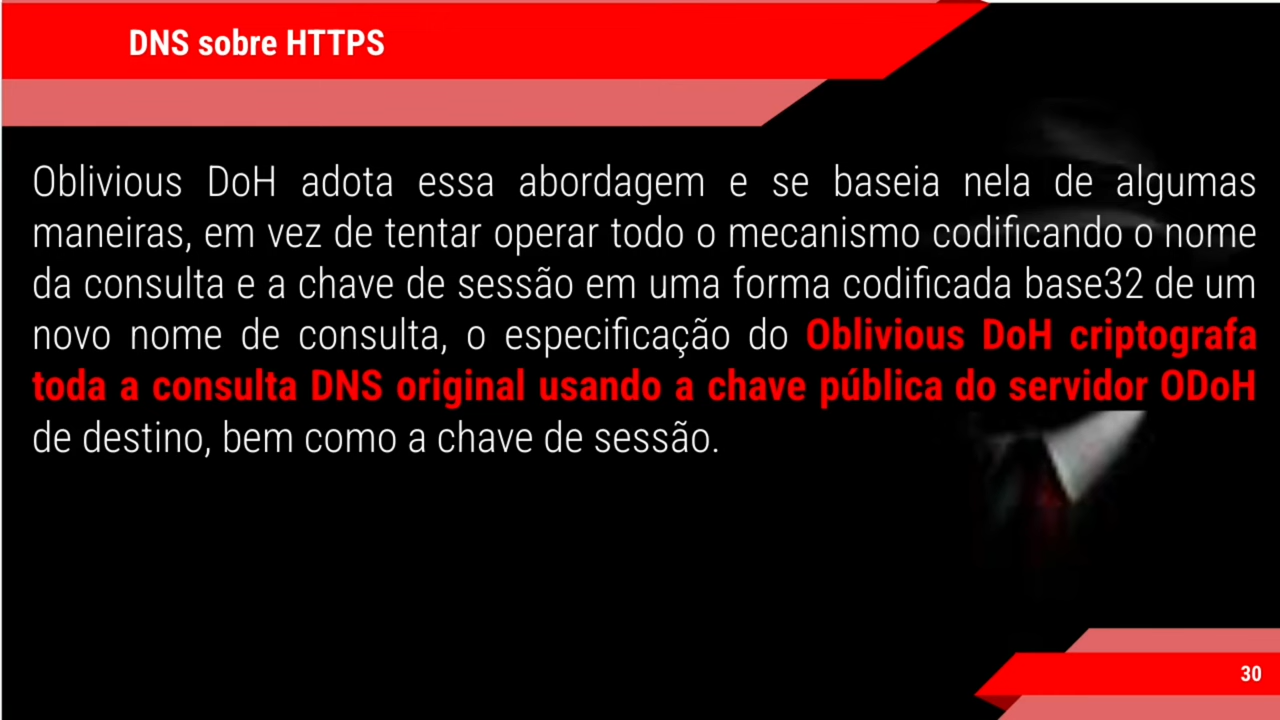 DNS sobre HTTPS
Oblivious DoH adota essa abordagem e se baseia nela de algumas
maneiras, em vez de tentar operar todo o mecanismo codificando o nome
da consulta e a chave de sessão em uma forma codificada base32 de um
novo nome de consulta, o especificação do Oblivious DoH criptografa
toda a consulta DNS original usando a chave pública do servidor ODoH
de destino, bem como a chave de sessão.
30